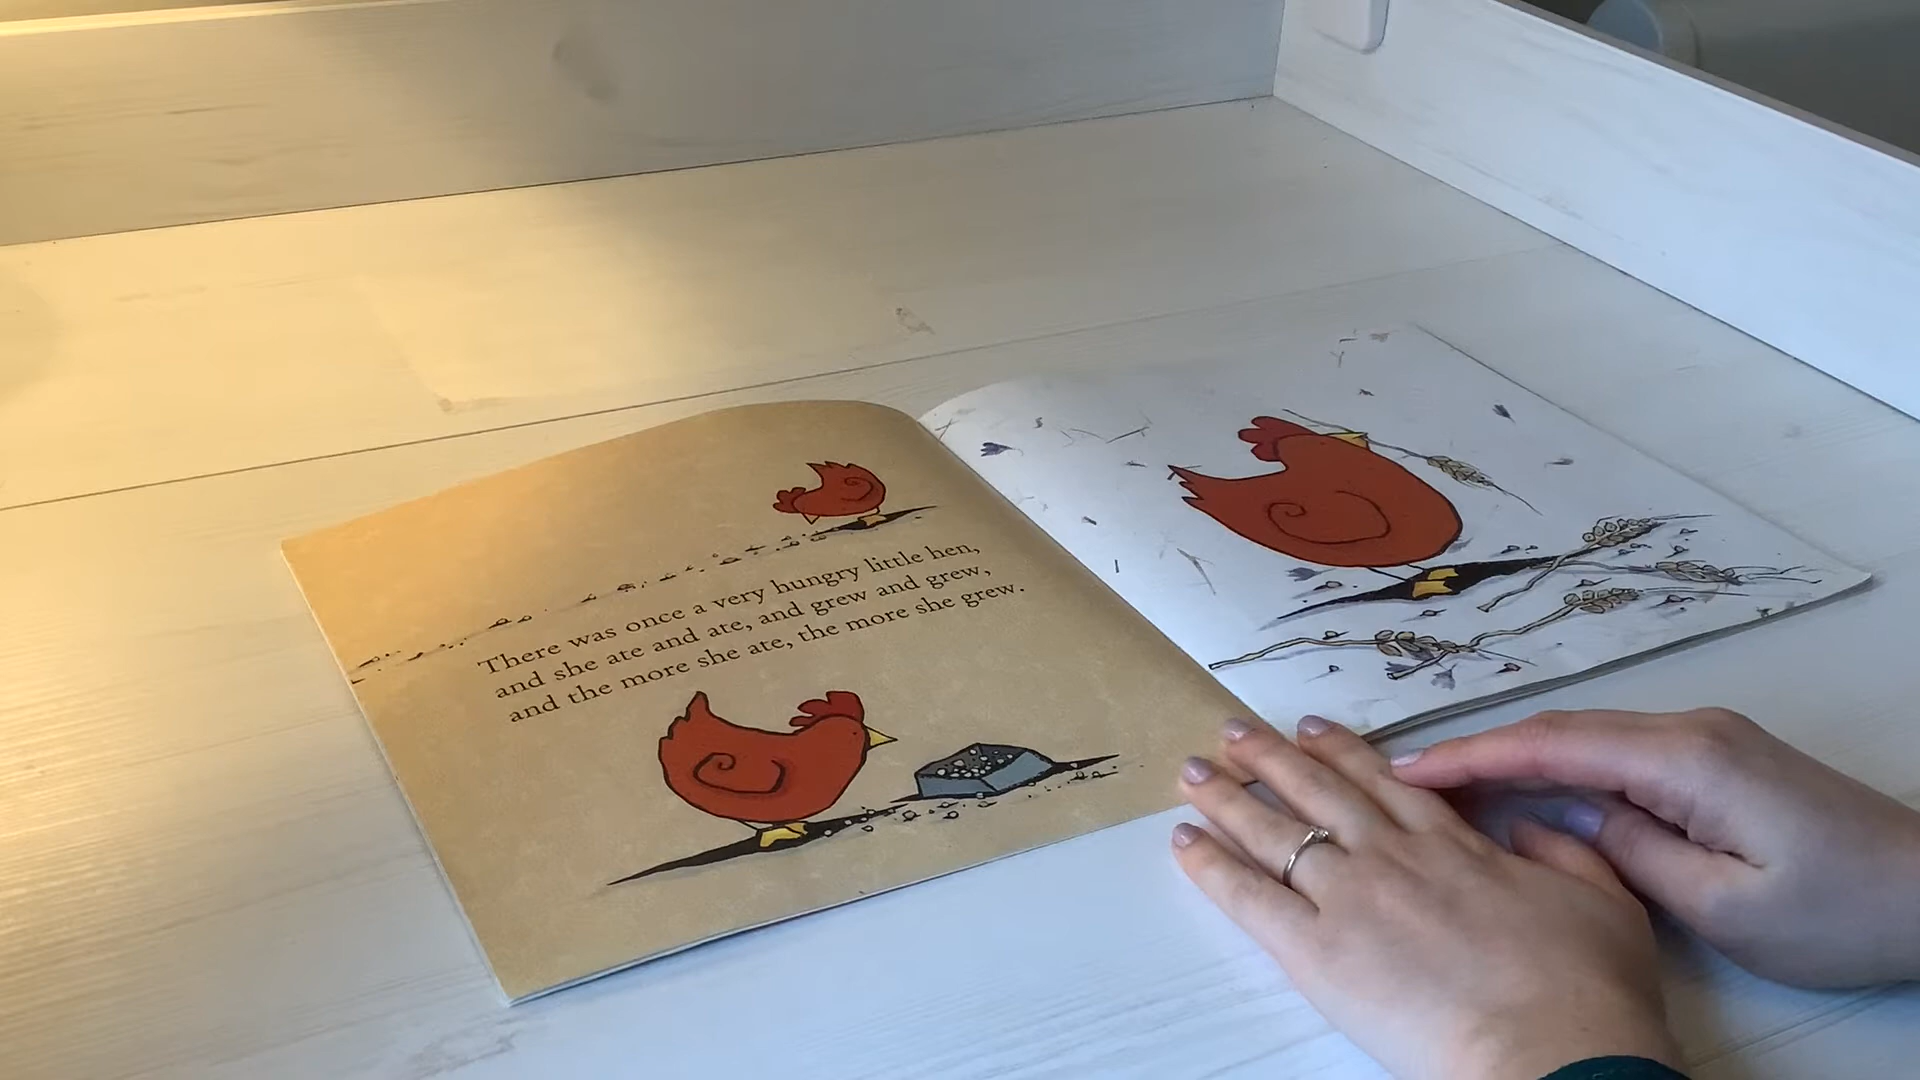 There was once a very hungry little hen,
and she ate and ate, and grew and grew,
and the more she ate, the more she grew.